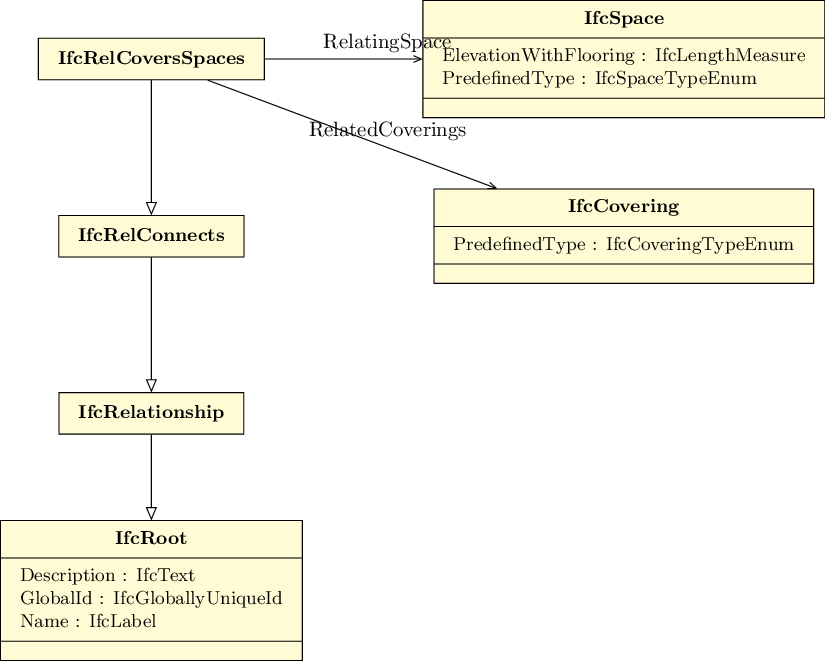 IfcSpace
IfcRelCoversSpaces
RelatingSpace
ElevationWithFlooring : IfcLengthMeasure
PredefinedType : IfcSpaceTypeEnum
RelatedCoverings
IfcCovering
IfcRelConnects
PredefinedType : IfcCoveringTypeEnum
IfcRelationship
IfcRoot
Description : IfcText
GlobalId : IfcGloballyUniqueId
Name : IfcLabel